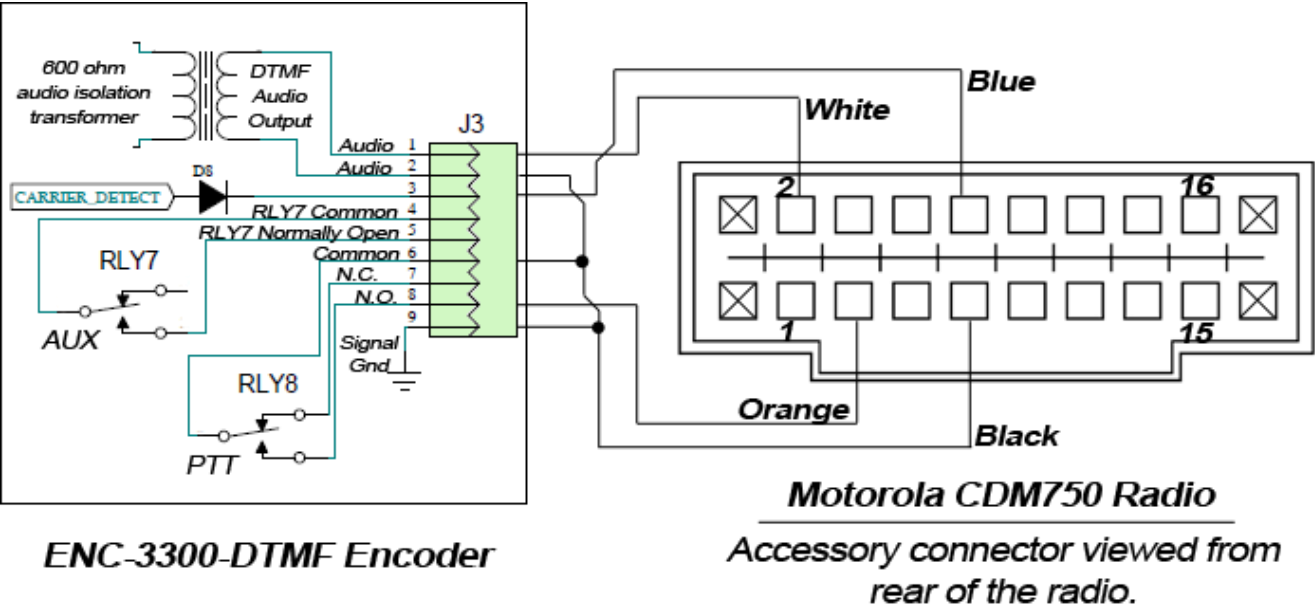 600 ohm
audio isolation
transformer
DTMF
Audio
Output
J3
Audio 1
Audio 2
D8
CARRIER_DETECT
3
RLY7 Common 4
RLY7 Normally Open 5
Common 6
N.C. 7
N.O. 8
9
Signal
Gnd
RLY7
AUX
RLY8
PTT
Blue
White
2
16
1
15
Orange
Black
Motorola CDM750 Radio
Accessory connector viewed from
rear of the radio.
ENC-3300-DTMF Encoder